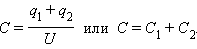 C = (q₁ + q₂) / U или C = C₁ + C₂.